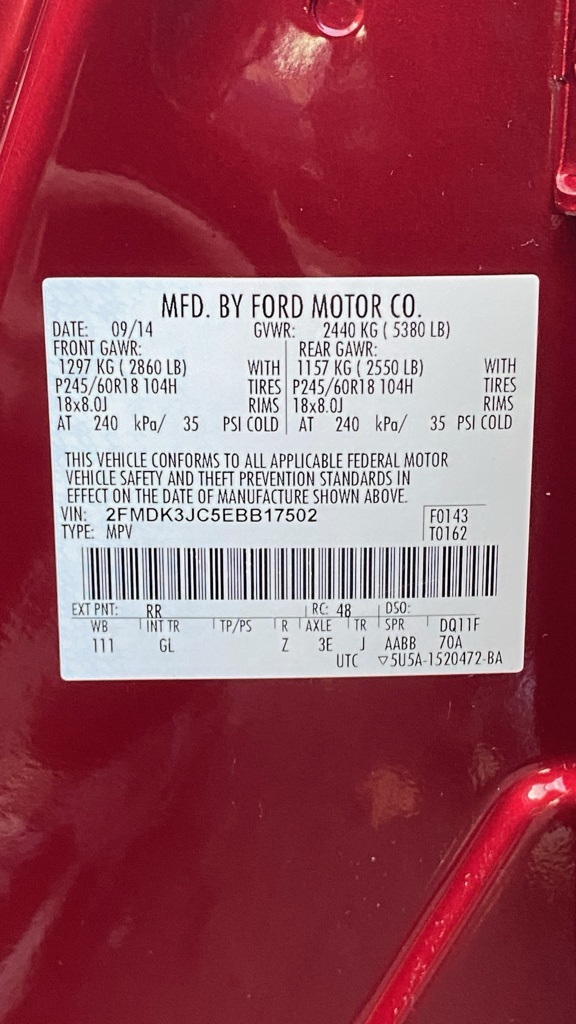 MFD. BY FORD MOTOR CO.
DATE: 09/14 GVWR: 2440 KG ( 5380 LB)
FRONT GAWR: REAR GAWR:
1297 KG ( 2860 LB) WITH 1157 KG ( 2550 LB) WITH
P245/60R18 104H TIRES P245/60R18 104H TIRES
18x8.0J RIMS 18x8.0J RIMS
AT 240 kPa/ 35 PSI COLD AT 240 kPa/ 35 PSI COLD
THIS VEHICLE CONFORMS TO ALL APPLICABLE FEDERAL MOTOR
VEHICLE SAFETY AND THEFT PREVENTION STANDARDS IN
EFFECT ON THE DATE OF MANUFACTURE SHOWN ABOVE.
VIN: 2FMDK3JC5EBB17502 F0143
TYPE: MPV T0162
EXT PNT: RR RC: 48 DSO:
WB INT TR TP/PS R AXLE TR SPR DQ11F
111 GL Z 3E J AABB 70A
UTC ▽5U5A-1520472-BA